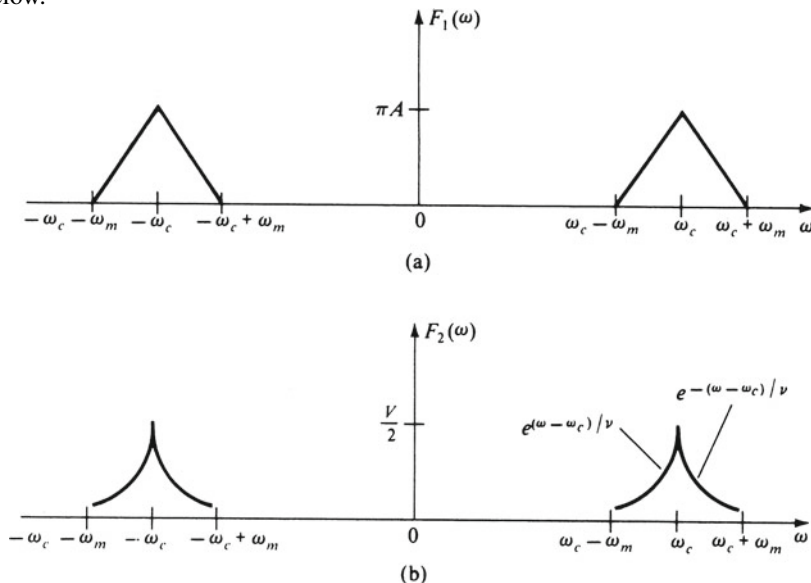 elow.
F₁(ω)
πA
−ω_c −ω_m −ω_c −ω_c + ω_m 0 ω_c − ω_m ω_c ω_c + ω_m ω
(a)
F₂(ω)
e^{−(ω − ω_c)/ν}
V/2 e^{(ω − ω_c)/ν}
−ω_c −ω_m −ω_c −ω_c + ω_m 0 ω_c − ω_m ω_c ω_c + ω_m ω
(b)